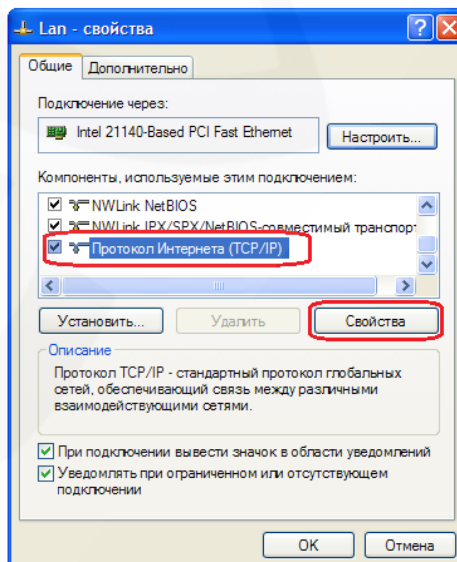 Lan - свойства
Общие Дополнительно
Подключение через:
Intel 21140-Based PCI Fast Ethernet
Настроить...
Компоненты, используемые этим подключением:
NWLink NetBIOS
NWLink IPX/SPX/NetBIOS-совместимый транспорт
Протокол Интернета (TCP/IP)
Установить... Удалить Свойства
Описание
Протокол TCP/IP - стандартный протокол глобальных
сетей, обеспечивающий связь между различными
взаимодействующими сетями.
При подключении вывести значок в области уведомлений
Уведомлять при ограниченном или отсутствующем
подключении
OK Отмена